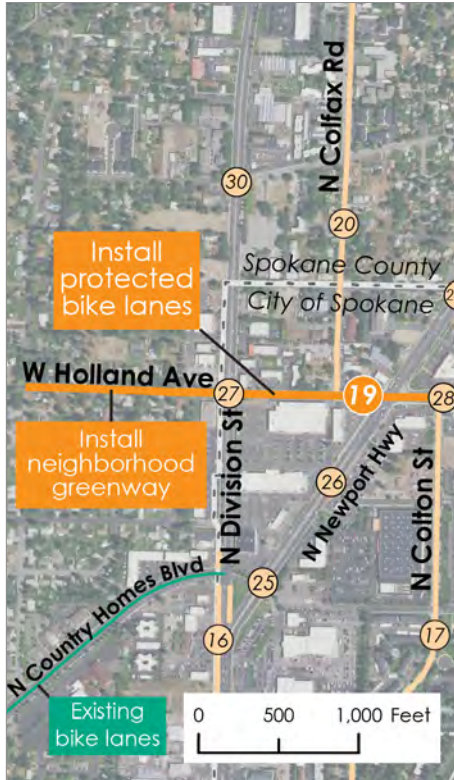 N Colfax Rd
30
20
Install
protected
bike lanes
Spokane County
City of Spokane
W Holland Ave
27
19
28
Install
neighborhood
greenway
N Division St
26
N Newport Hwy
N Colton St
25
N Country Homes Blvd
16
17
Existing
bike lanes
0 500 1,000 Feet